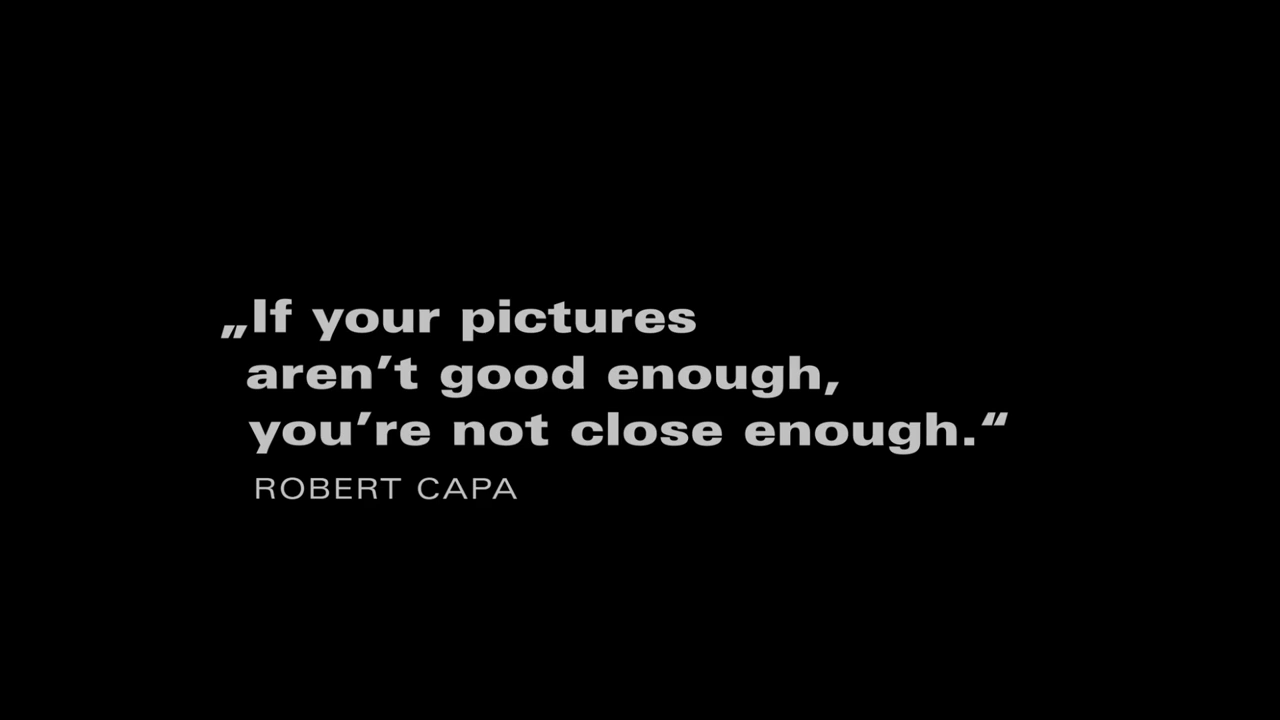 „If your pictures
aren’t good enough,
you’re not close enough.“
ROBERT CAPA